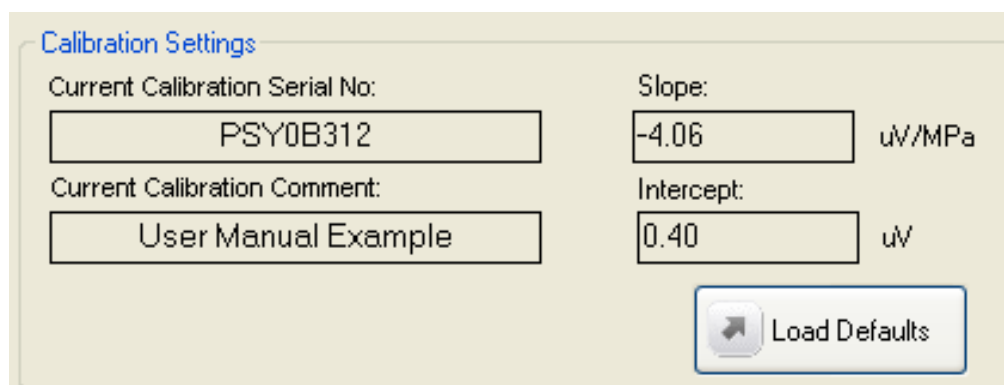 Calibration Settings
Current Calibration Serial No:
PSY0B312
Current Calibration Comment:
User Manual Example
Slope:
-4.06 uV/MPa
Intercept:
0.40 uV
Load Defaults